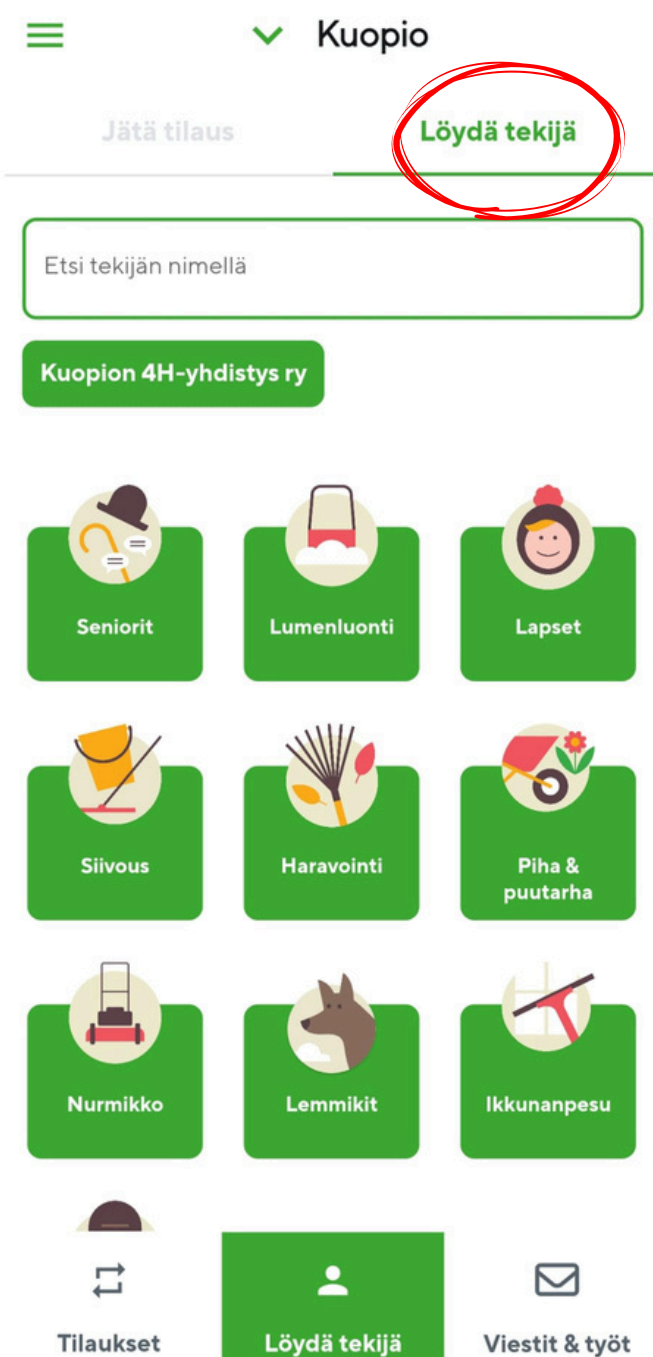 Kuopio
Jätä tilaus
Löydä tekijä
Etsi tekijän nimellä
Kuopion 4H-yhdistys ry
Seniorit
Lumenluonti
Lapset
Siivous
Haravointi
Piha &
puutarha
Nurmikko
Lemmikit
Ikkunanpesu
Tilaukset
Löydä tekijä
Viestit & työt